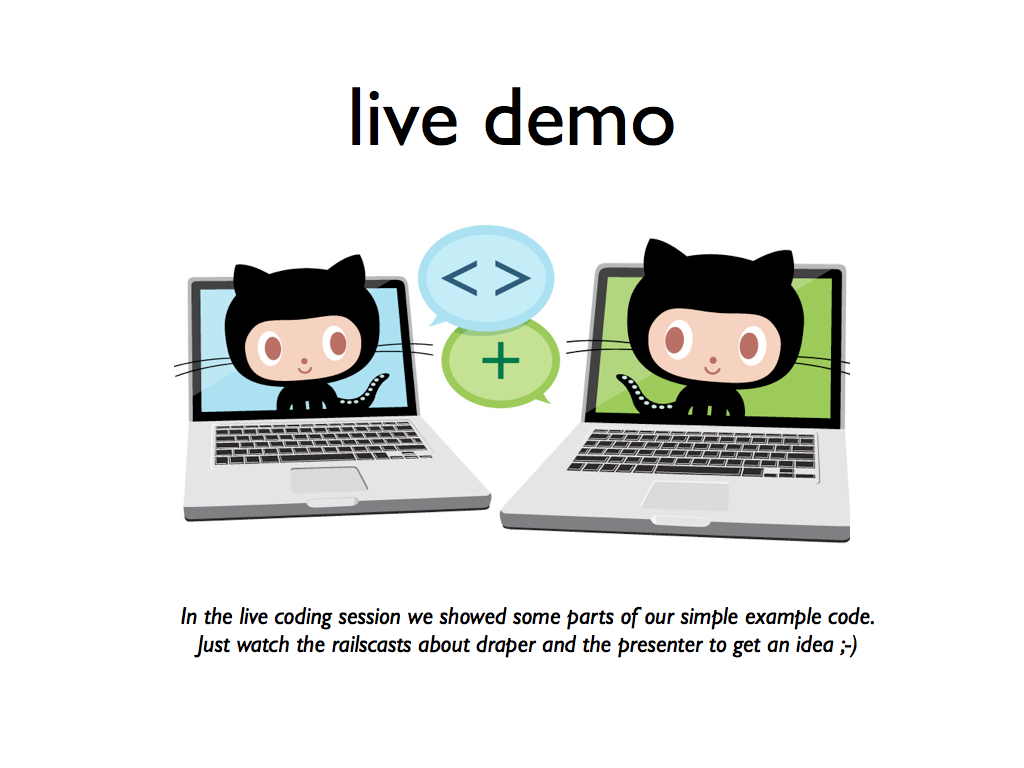 live demo
< >
+
In the live coding session we showed some parts of our simple example code.
Just watch the railscasts about draper and the presenter to get an idea ;-)